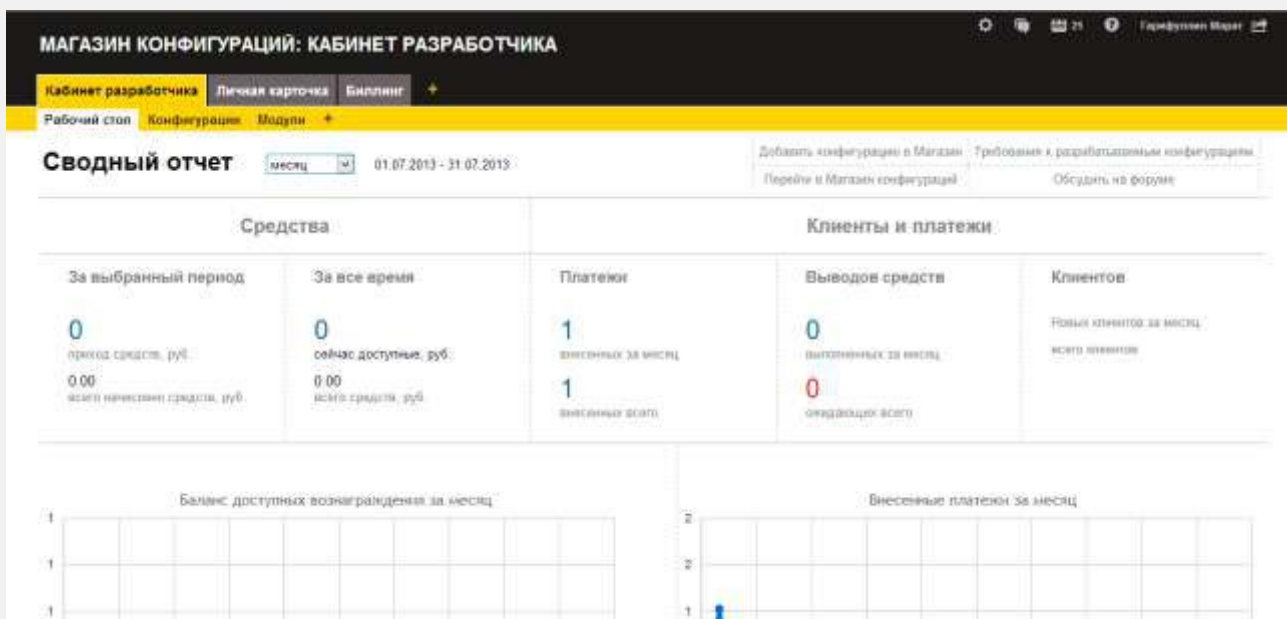 21 Гарифуллин Марат
МАГАЗИН КОНФИГУРАЦИЙ: КАБИНЕТ РАЗРАБОТЧИКА
Кабинет разработчика Личная карточка Биллинг +
Рабочий стол Конфигурации Модули +
Сводный отчет месяц 01.07.2013 - 31.07.2013
Добавить конфигурацию в Магазин Требования к разрабатываемым конфигурациям
Перейти в Магазин конфигураций Обсудить на форуме
Средства Клиенты и платежи
За выбранный период За все время Платежи Выводов средств Клиентов
0 0 1 0 Новых клиентов за месяц
приход средств, руб. сейчас доступные, руб. внесенных за месяц выполненных за месяц всего клиентов
0.00 0.00 1 0
всего начислено средств, руб. всего средств, руб. внесенных всего ожидающих всего
Баланс доступных вознаграждения за месяц Внесенные платежи за месяц
1 2
1 2
1 1